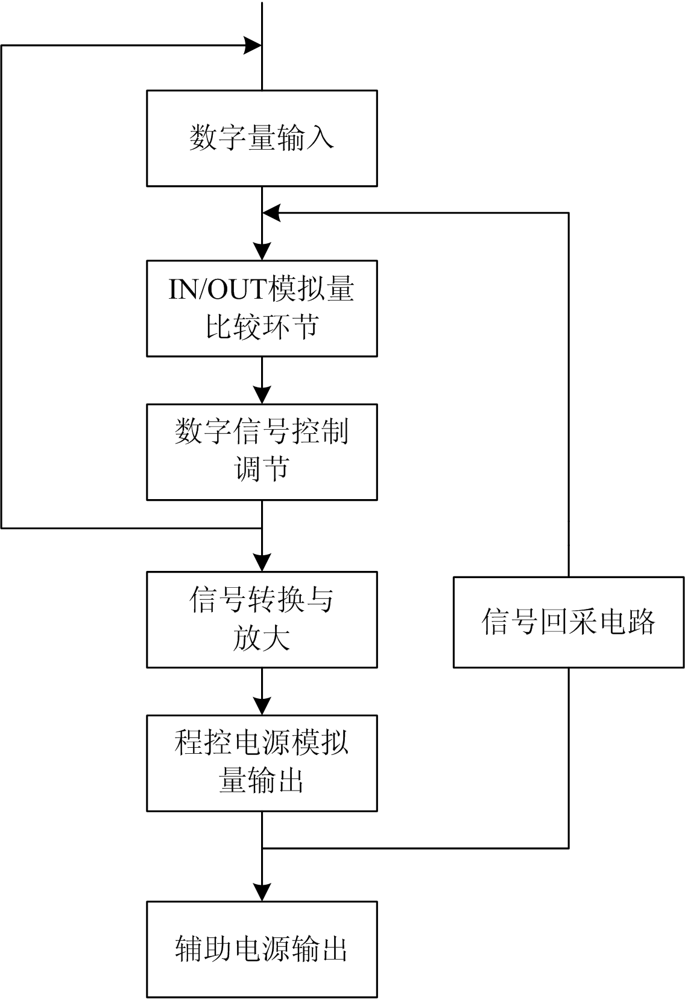 数字量输入
IN/OUT模拟量
比较环节
数字信号控制
调节
信号转换与
放大
信号回采电路
程控电源模拟
量输出
辅助电源输出